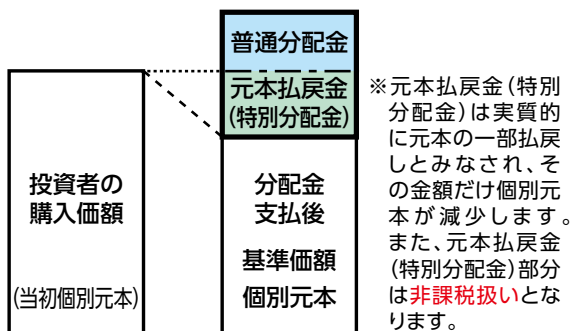 普通分配金
元本払戻金
(特別分配金)
投資者の
購入価額
(当初個別元本)
分配金
支払後
基準価額
個別元本
※元本払戻金(特別
分配金)は実質的
に元本の一部払戻
しとみなされ、そ
の金額だけ個別元
本が減少します。
また、元本払戻金
(特別分配金)部分
は非課税扱いとな
ります。